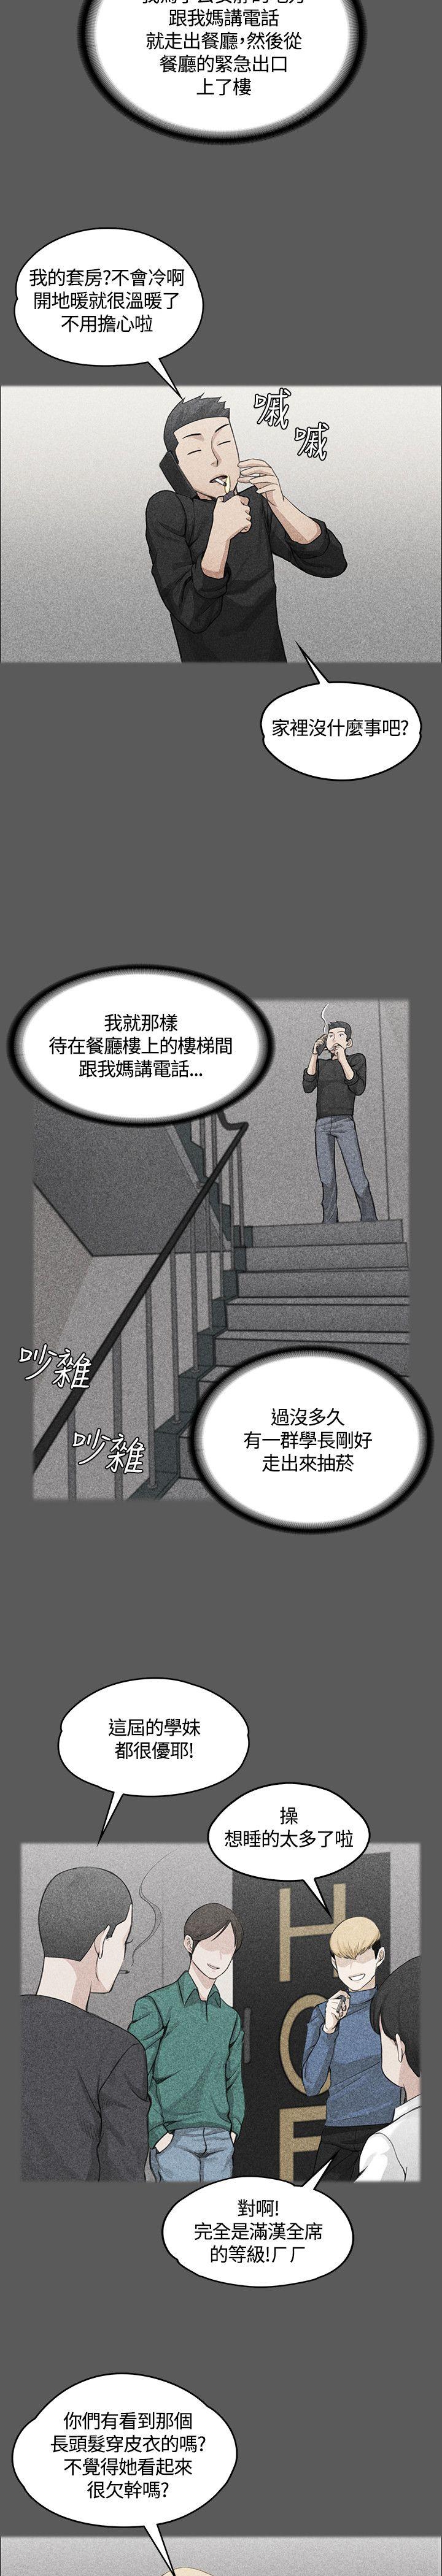 跟我媽講電話
就走出餐廳,然後從
餐廳的緊急出口
上了樓
我的套房?不會冷啊
開地暖就很溫暖了
不用擔心啦
嘁
嘁
家裡沒什麼事吧?
我就那樣
待在餐廳樓上的樓梯間
跟我媽講電話...
吵雜
吵雜
過沒多久
有一群學長剛好
走出來抽菸
這屆的學妹
都很優耶!
操
想睡的太多了啦
HOF
對啊!
完全是滿漢全席
的等級!ㄏㄏ
你們有看到那個
長頭髮穿皮衣的嗎?
不覺得她看起來
很欠幹嗎?